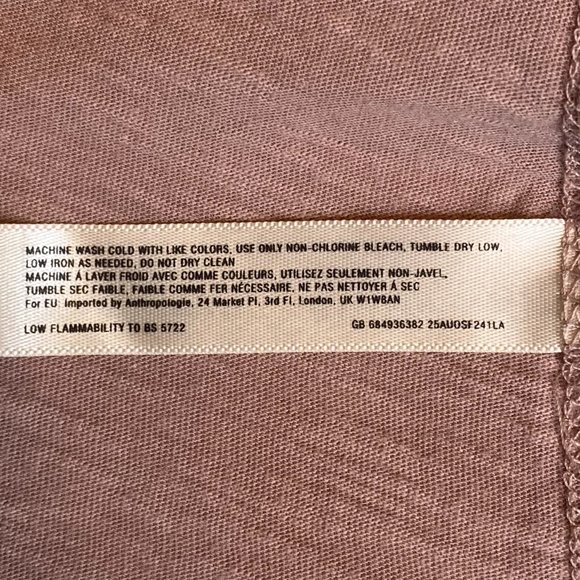 MACHINE WASH COLD WITH LIKE COLORS, USE ONLY NON-CHLORINE BLEACH, TUMBLE DRY LOW,
LOW IRON AS NEEDED, DO NOT DRY CLEAN
MACHINE Á LAVER FROID AVEC COMME COULEURS, UTILISEZ SEULEMENT NON-JAVEL,
TUMBLE SEC FAIBLE, FAIBLE COMME FER NÉCESSAIRE, NE PAS NETTOYER Á SEC
For EU: Imported by Anthropologie, 24 Market Pl, 3rd Fl, London, UK W1W8AN
LOW FLAMMABILITY TO BS 5722 GB 684936382 25AUOSF241LA